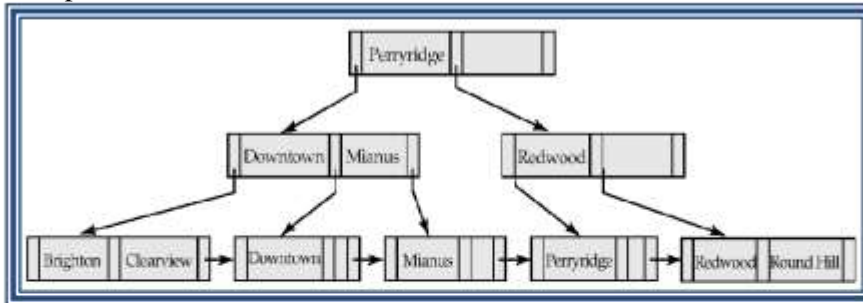 Perryridge
Downtown Mianus Redwood
Brighton Clearview Downtown Mianus Perryridge Redwood Round Hill